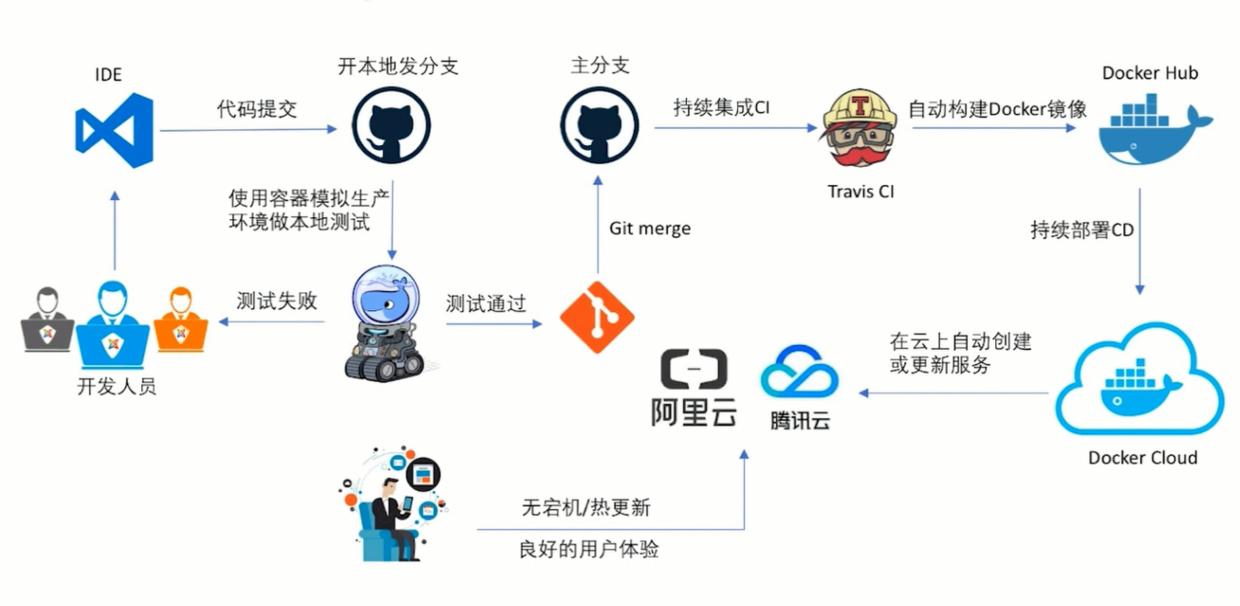 IDE
开本地发分支
主分支
Docker Hub
代码提交
持续集成CI
T
自动构建Docker镜像
Travis CI
使用容器模拟生产
环境做本地测试
Git merge
持续部署CD
测试失败
测试通过
开发人员
在云上自动创建
或更新服务
阿里云
腾讯云
Docker Cloud
无宕机/热更新
良好的用户体验